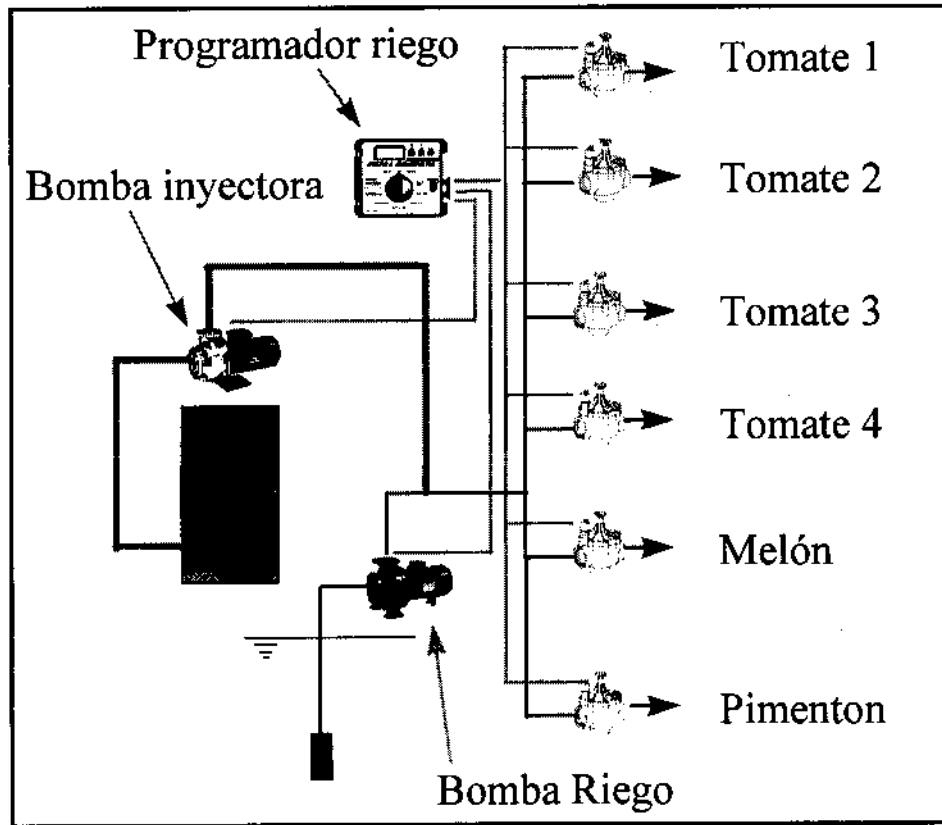 Programador riego
Tomate 1
Bomba inyectora
Tomate 2
Tomate 3
Tomate 4
Melón
Pimenton
Bomba Riego